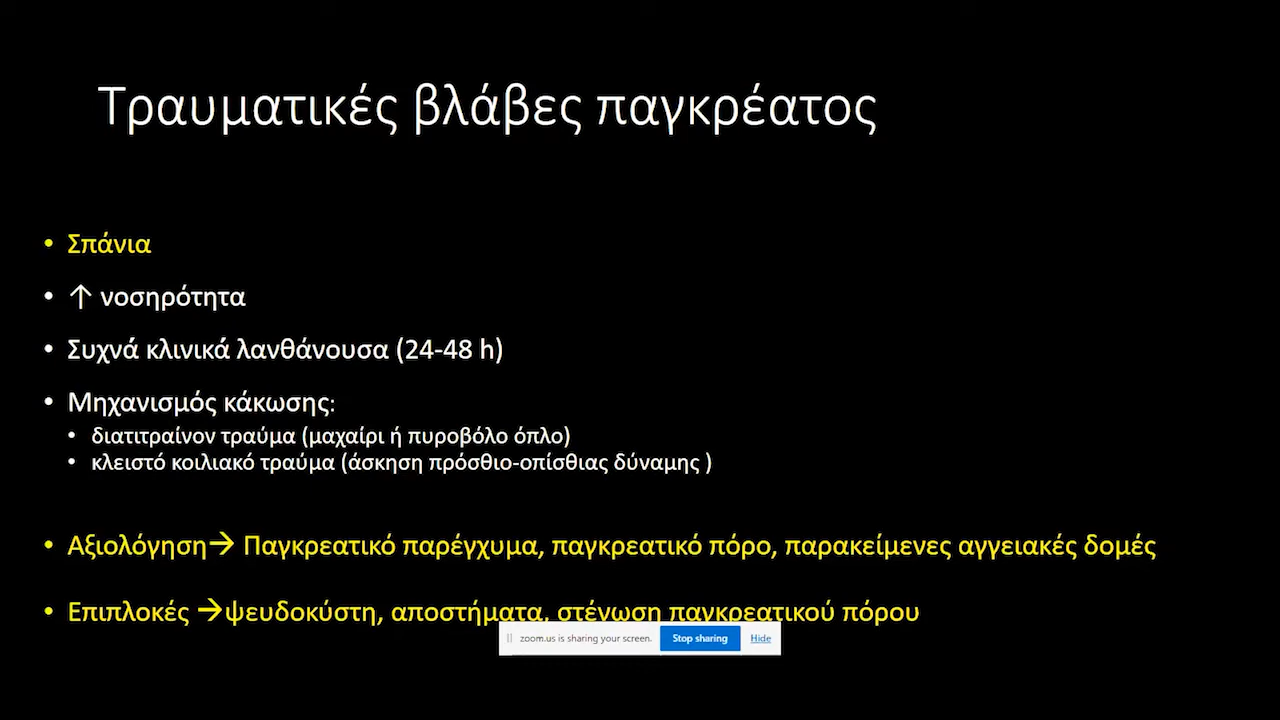 Τραυματικές βλάβες παγκρέατος
• Σπάνια
• ↑ νοσηρότητα
• Συχνά κλινικά λανθάνουσα (24-48 h)
• Μηχανισμός κάκωσης:
• διατιτραίνον τραύμα (μαχαίρι ή πυροβόλο όπλο)
• κλειστό κοιλιακό τραύμα (άσκηση πρόσθιο-οπίσθιας δύναμης )
• Αξιολόγηση→ Παγκρεατικό παρέγχυμα, παγκρεατικό πόρο, παρακείμενες αγγειακές δομές
• Επιπλοκές →ψευδοκύστη, αποστήματα, στένωση παγκρεατικού πόρου
zoom.us is sharing your screen. Stop sharing Hide